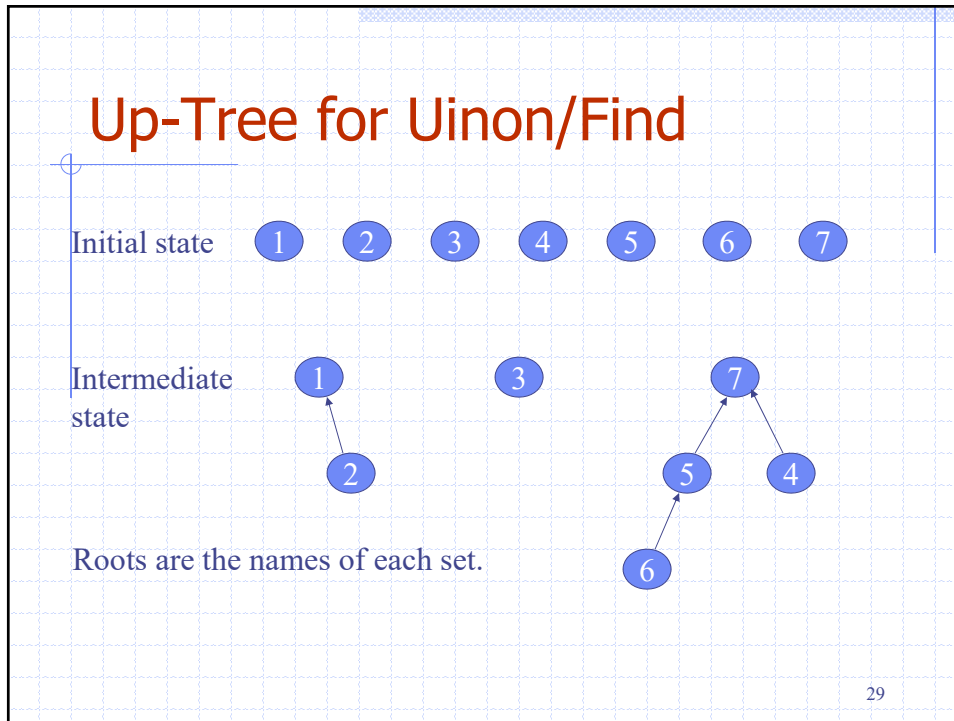 Up-Tree for Uinon/Find
Initial state 1 2 3 4 5 6 7
Intermediate 1 3 7
state
2 5 4
Roots are the names of each set.
6
29